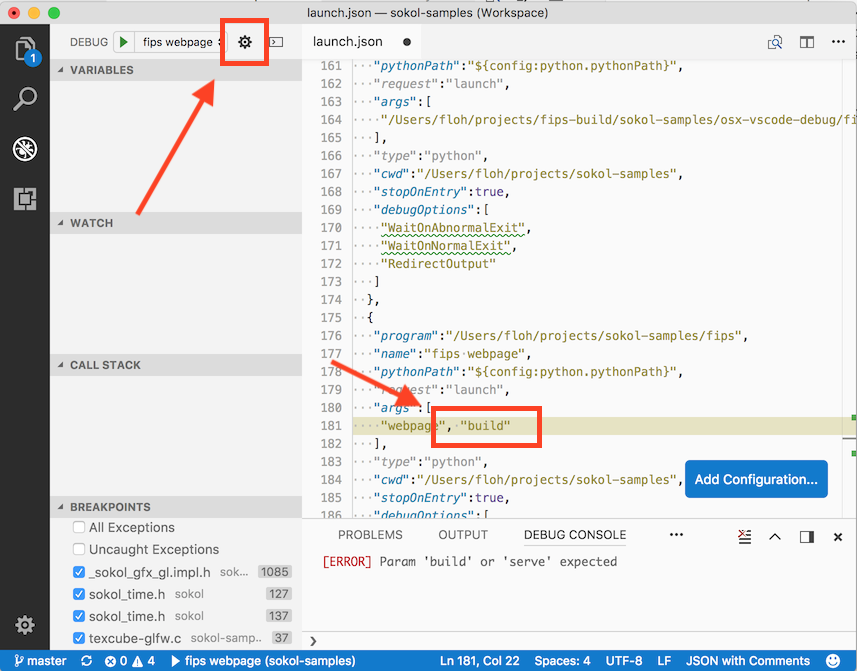 launch.json — sokol-samples (Workspace)
1
DEBUG fips webpage
launch.json
VARIABLES
WATCH
CALL STACK
BREAKPOINTS
All Exceptions
Uncaught Exceptions
_sokol_gfx_gl.impl.h sok... 1085
sokol_time.h sokol 127
sokol_time.h sokol 137
texcube-glfw.c sokol-samp.. 37
161 "pythonPath":"${config:python.pythonPath}",
162 "request":"launch",
163 "args":[
164 "/Users/floh/projects/fips-build/sokol-samples/osx-vscode-debug/fi
165 ],
166 "type":"python",
167 "cwd":"/Users/floh/projects/sokol-samples",
168 "stopOnEntry":true,
169 "debugOptions":[
170 "WaitOnAbnormalExit",
171 "WaitOnNormalExit",
172 "RedirectOutput"
173 ]
174 },
175 {
176 "program":"/Users/floh/projects/sokol-samples/fips",
177 "name":"fips webpage",
178 "pythonPath":"${config:python.pythonPath}",
179 "request":"launch",
180 "args":[
181 "webpage", "build"
182 ],
183 "type":"python",
184 "cwd":"/Users/floh/projects/sokol-samples",
185 "stopOnEntry":true,
186 "debugOptions":[
Add Configuration...
PROBLEMS OUTPUT DEBUG CONSOLE
[ERROR] Param 'build' or 'serve' expected
master 0 4 fips webpage (sokol-samples) Ln 181, Col 22 Spaces: 4 UTF-8 LF JSON with Comments